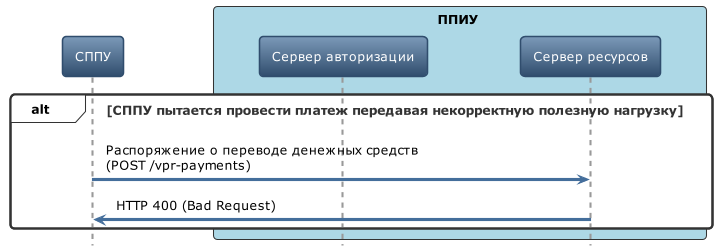 ППИУ
СППУ
Сервер авторизации
Сервер ресурсов
alt
[СППУ пытается провести платеж передавая некорректную полезную нагрузку]
Распоряжение о переводе денежных средств
(POST /vpr-payments)
HTTP 400 (Bad Request)